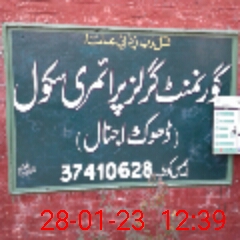 گورنمنٹ گرلز پرائمری سکول
(ڈھوک اجنال)
37410628
28-01-23 12:39